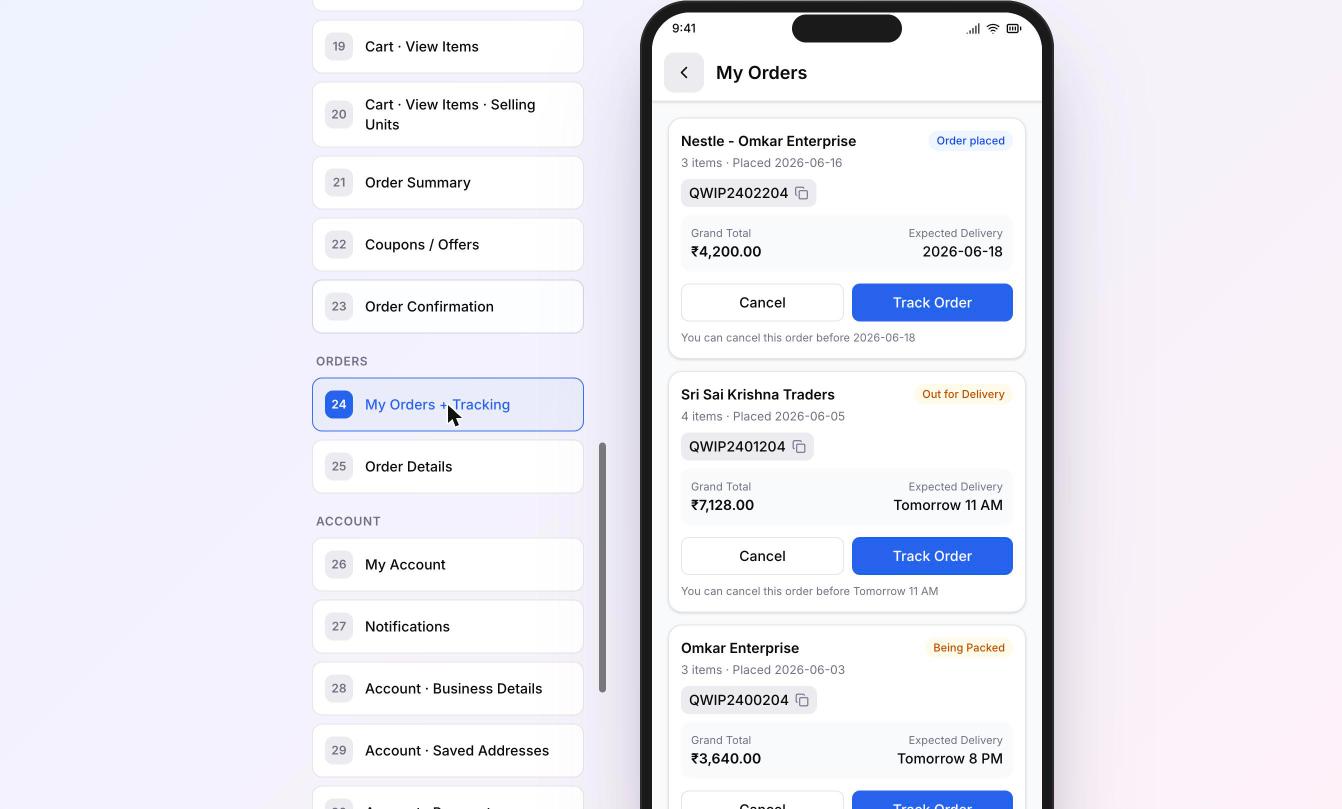 19
Cart · View Items
20
Cart · View Items · Selling
Units
21
Order Summary
22
Coupons / Offers
23
Order Confirmation
ORDERS
24
My Orders + Tracking
25
Order Details
ACCOUNT
26
My Account
27
Notifications
28
Account · Business Details
29
Account · Saved Addresses
9:41
My Orders
Nestle - Omkar Enterprise
Order placed
3 items · Placed 2026-06-16
QWIP2402204
Grand Total
Expected Delivery
₹4,200.00
2026-06-18
Cancel
Track Order
You can cancel this order before 2026-06-18
Sri Sai Krishna Traders
Out for Delivery
4 items · Placed 2026-06-05
QWIP2401204
Grand Total
Expected Delivery
₹7,128.00
Tomorrow 11 AM
Cancel
Track Order
You can cancel this order before Tomorrow 11 AM
Omkar Enterprise
Being Packed
3 items · Placed 2026-06-03
QWIP2400204
Grand Total
Expected Delivery
₹3,640.00
Tomorrow 8 PM
Cancel
Track Order